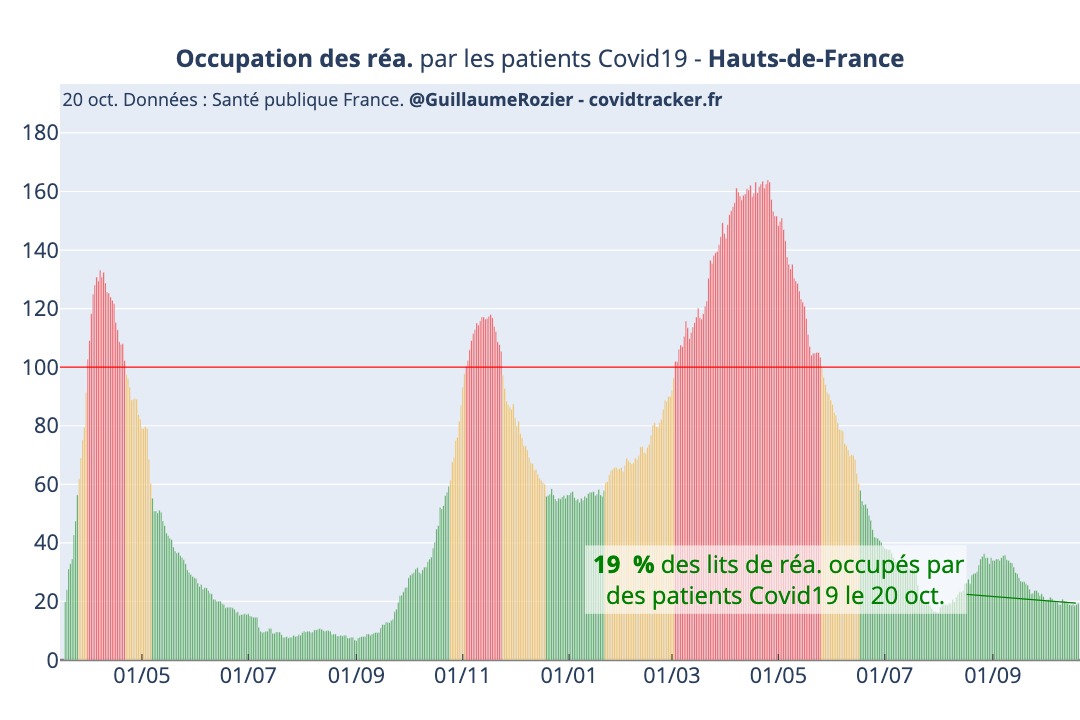 Occupation des réa. par les patients Covid19 - Hauts-de-France
20 oct. Données : Santé publique France. @GuillaumeRozier - covidtracker.fr
180
160
140
120
100
80
60
40
20
0
19 % des lits de réa. occupés par
des patients Covid19 le 20 oct.
01/05 01/07 01/09 01/11 01/01 01/03 01/05 01/07 01/09